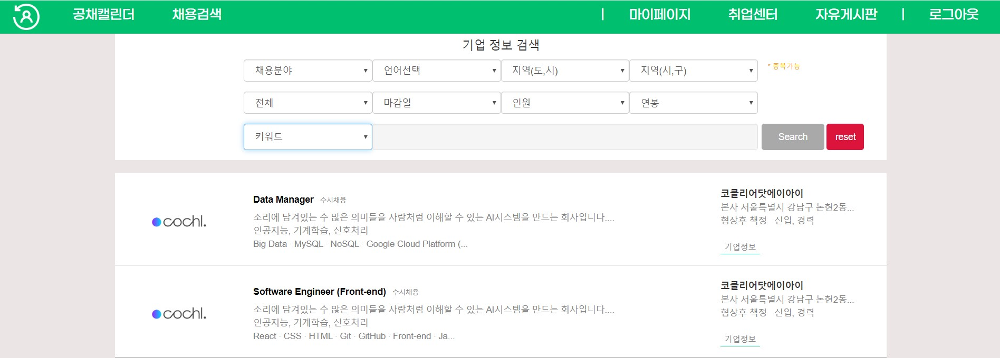 공채캘린더 채용검색 | 마이페이지 취업센터 자유게시판 | 로그아웃
기업 정보 검색
채용분야 언어선택 지역(도,시) 지역(시,구) * 중복가능
전체 마감일 인원 연봉
키워드 Search reset
cochl.
Data Manager 수시채용
소리에 담겨있는 수 많은 의미들을 사람처럼 이해할 수 있는 AI시스템을 만드는 회사입니다....
인공지능, 기계학습, 신호처리
Big Data · MySQL · NoSQL · Google Cloud Platform (...
코클리어닷에이아이
본사 서울특별시 강남구 논현2동...
협상후 책정 신입, 경력
기업정보
cochl.
Software Engineer (Front-end) 수시채용
소리에 담겨있는 수 많은 의미들을 사람처럼 이해할 수 있는 AI시스템을 만드는 회사입니다....
인공지능, 기계학습, 신호처리
React · CSS · HTML · Git · GitHub · Front-end · Ja...
코클리어닷에이아이
본사 서울특별시 강남구 논현2동...
협상후 책정 신입, 경력
기업정보